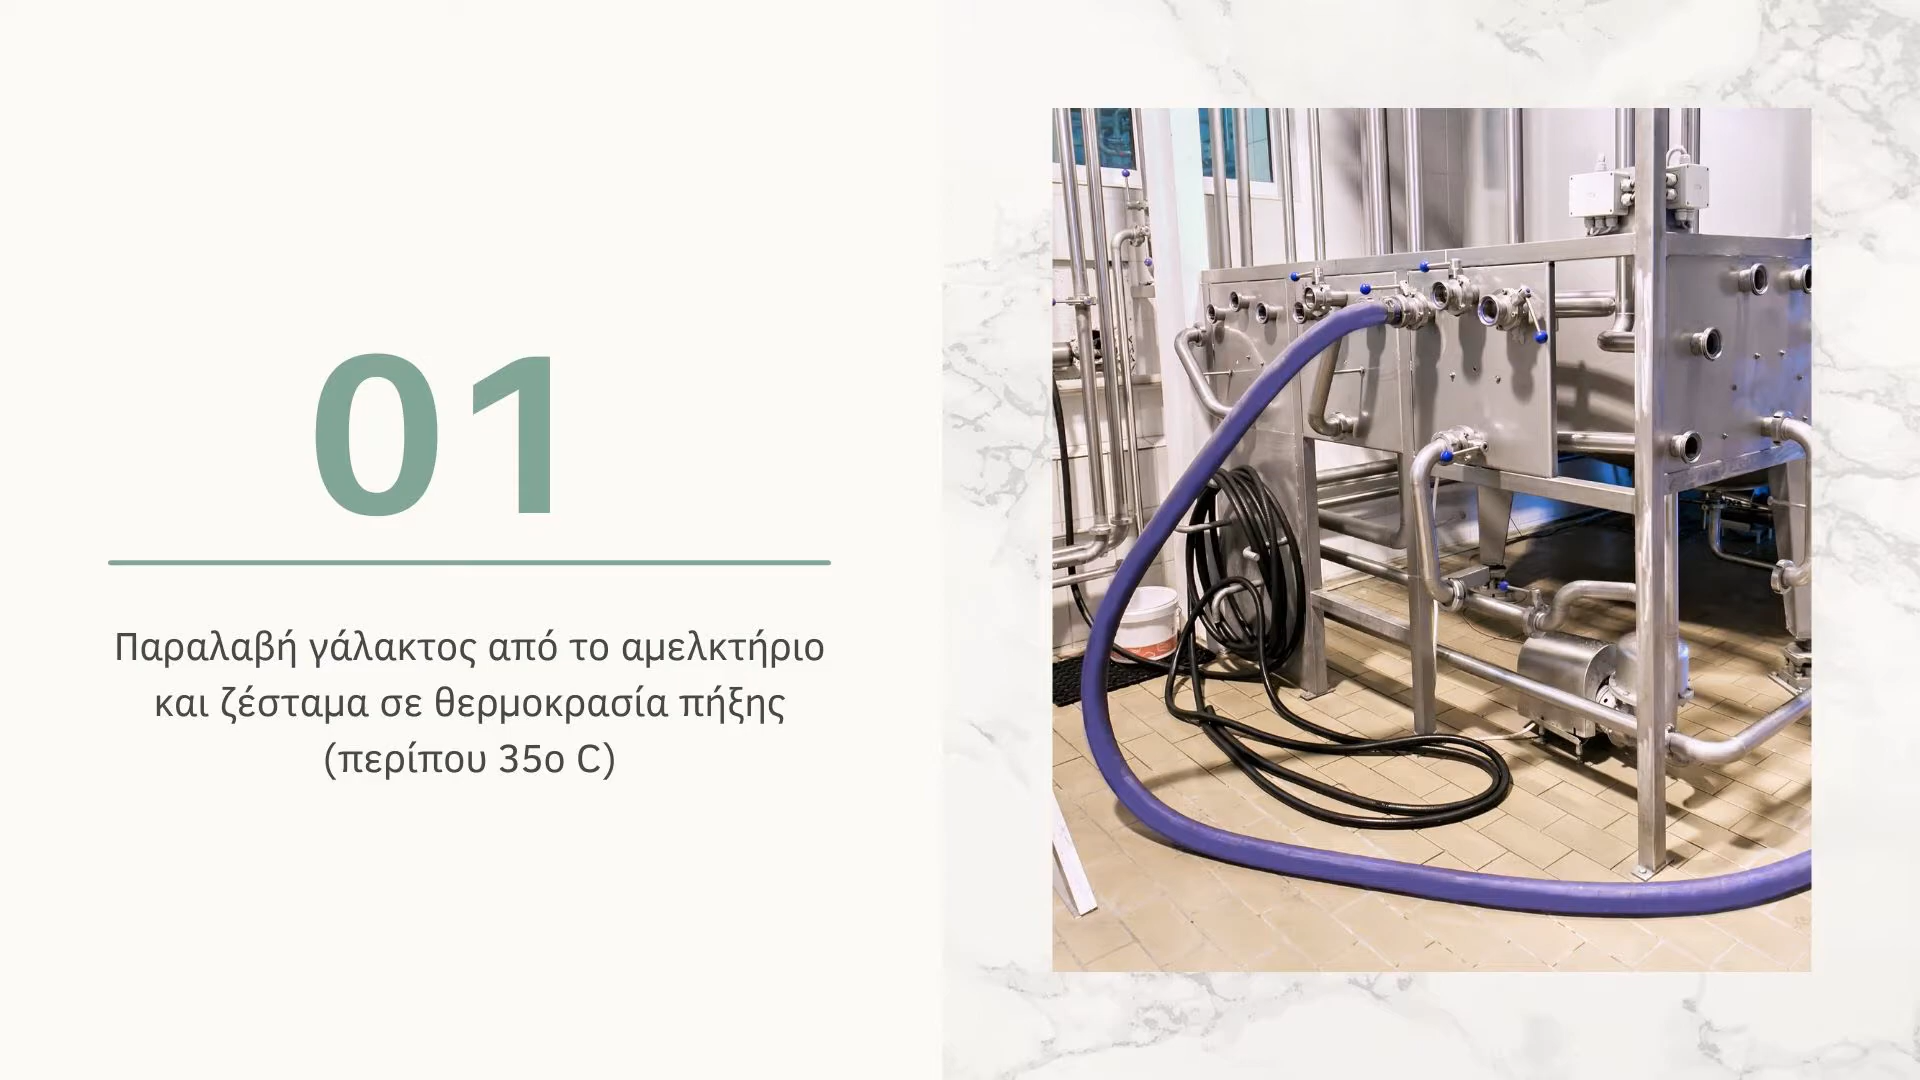 01
Παραλαβή γάλακτος από το αμελκτήριο
και ζέσταμα σε θερμοκρασία πήξης
(περίπου 35ο C)